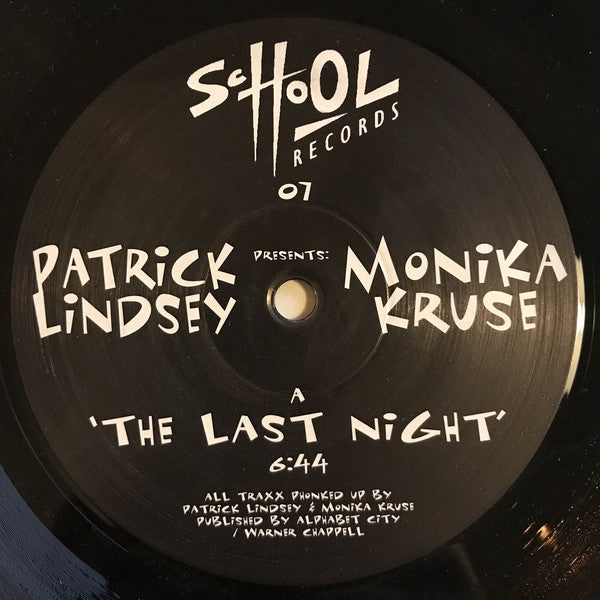 ScHoOL
RECORDS
07
PATRiCK
LiNDSEY
PRESENTS:
MONiKA
KRUSE
A
'THE LAST NiGHT'
6:44
ALL TRAXX PHONKED UP BY
PATRICK LINDSEY & MONIKA KRUSE
PUBLISHED BY ALPHABET CITY
/ WARNER CHAPPELL